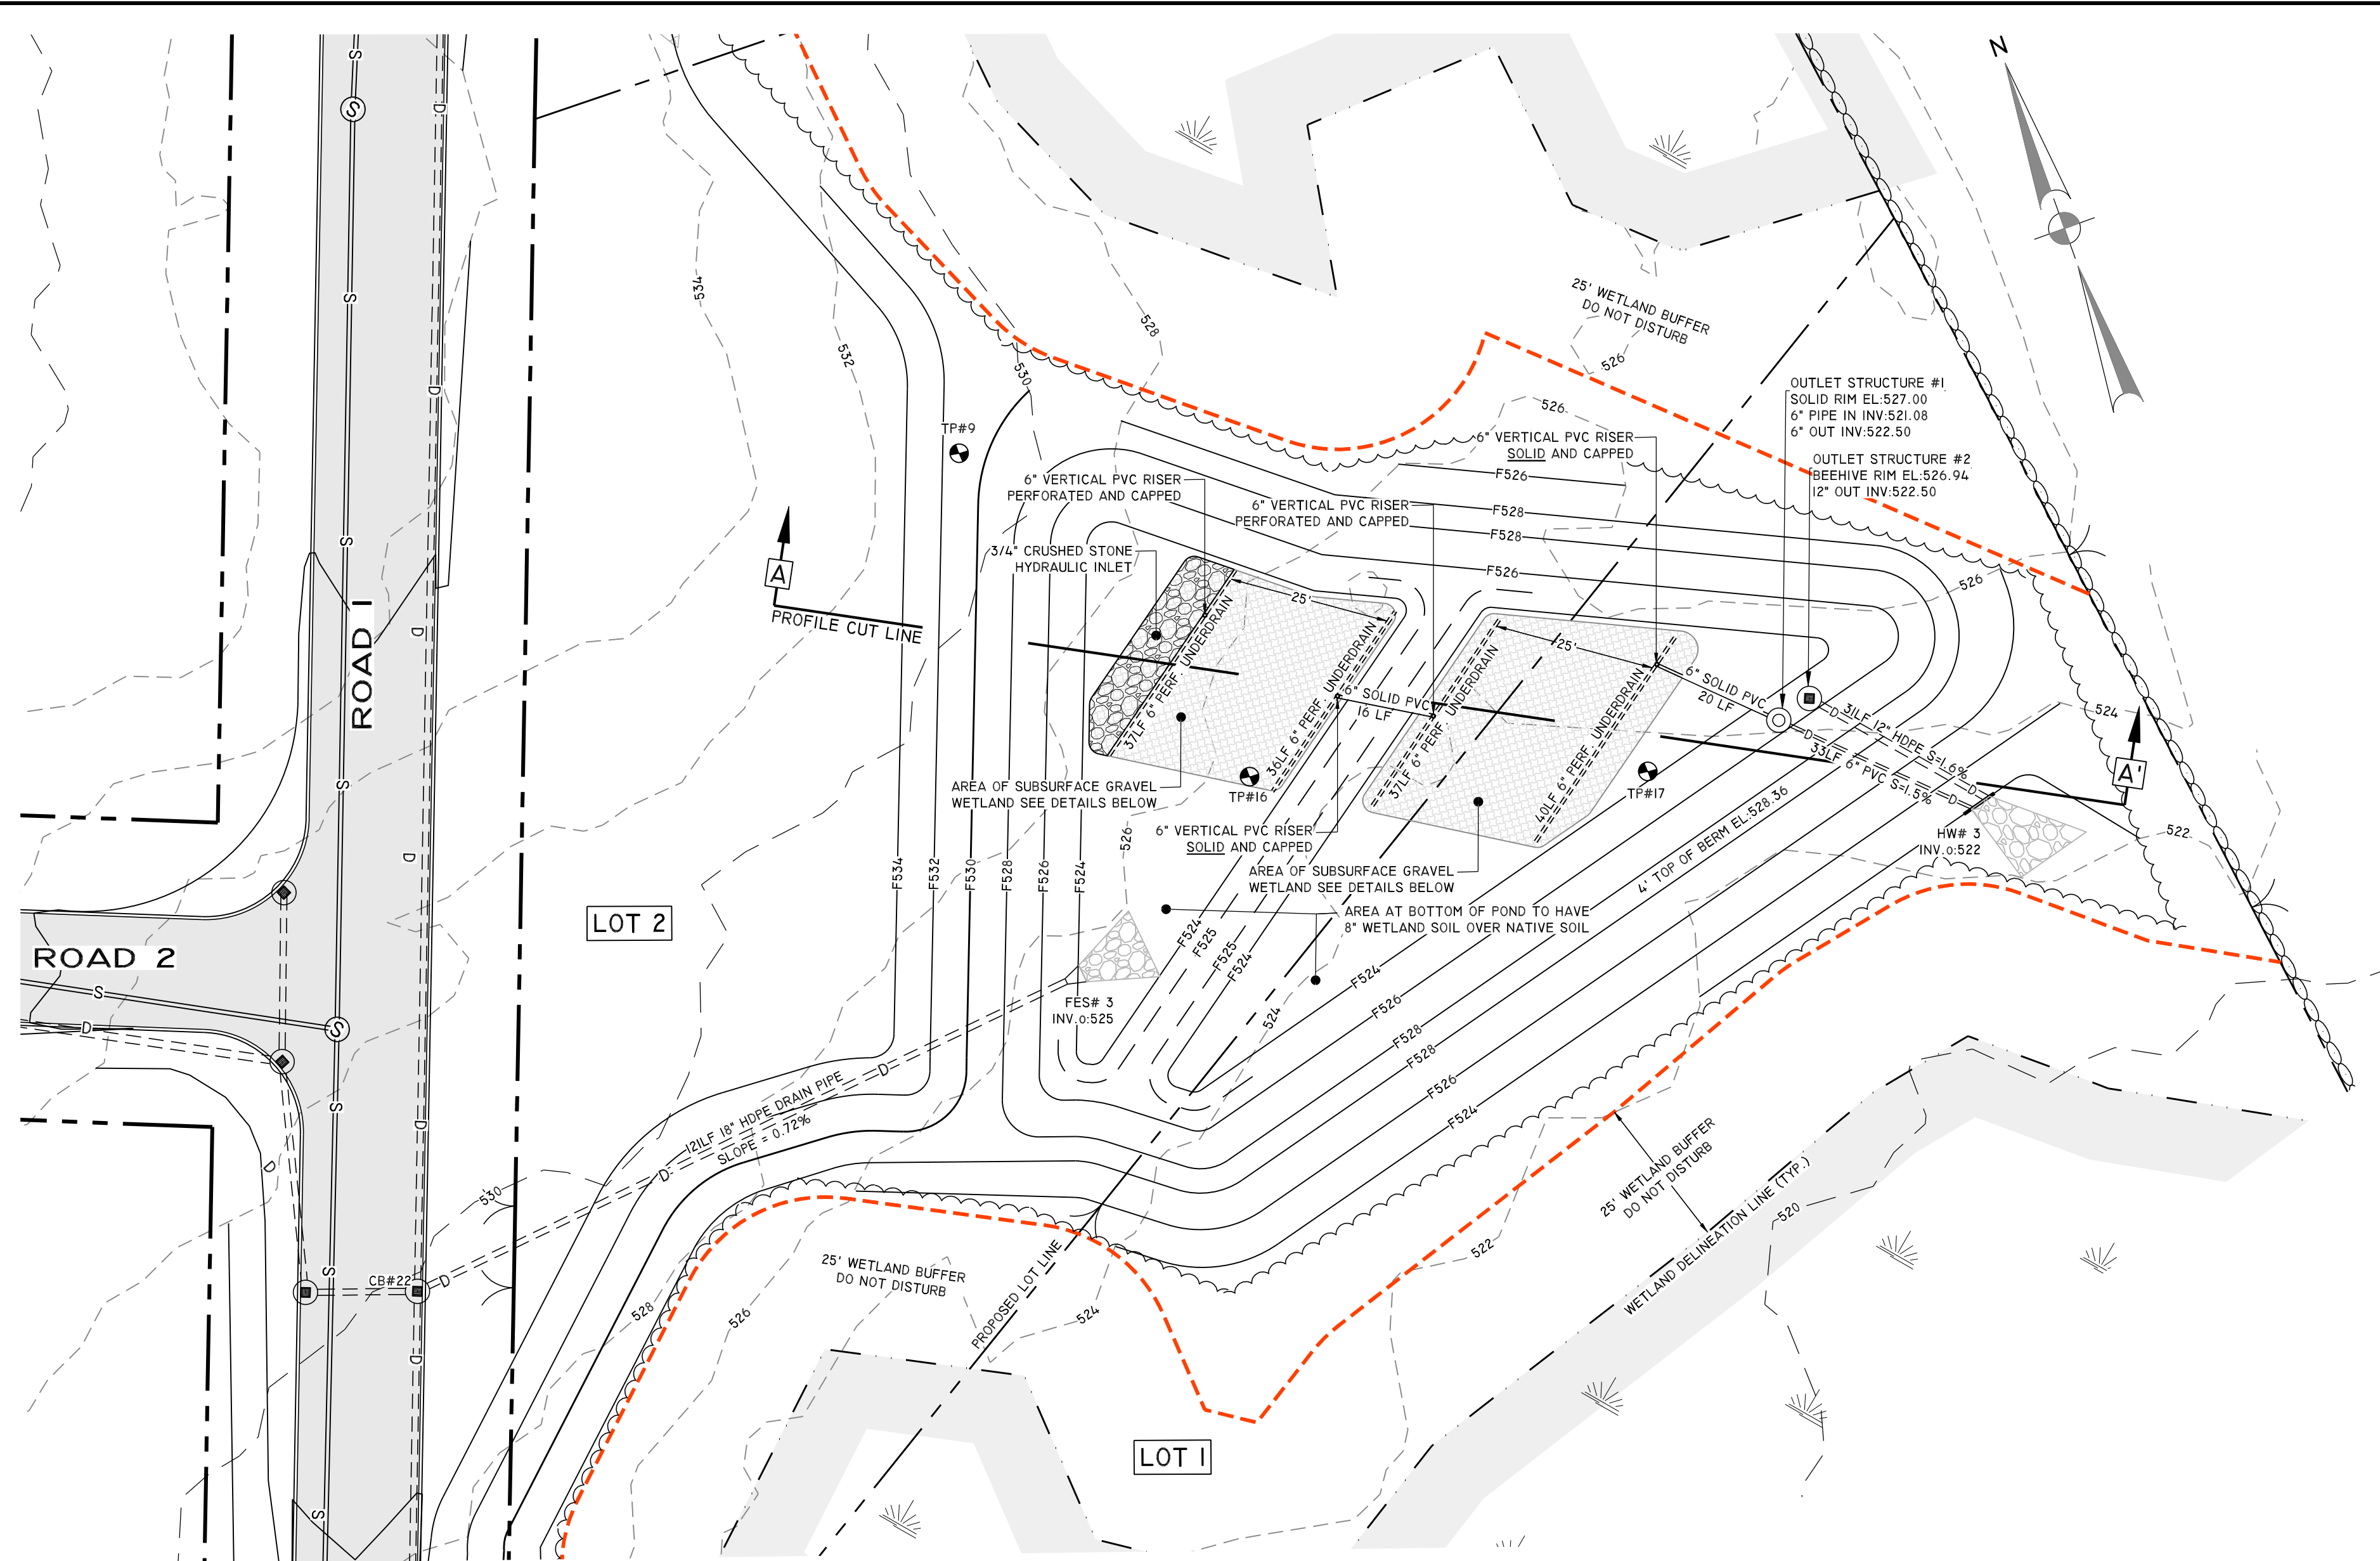 N
S
S
D
S
D
S
D
S
D
S
D
S
D
S
D
S
D
S
D
S
S
D
S
D
D
D
D
D
D
D
D
ROAD 1
ROAD 2
LOT 2
LOT 1
534
532
530
528
526
526
526
524
522
520
522
524
524
526
526
528
530
25' WETLAND BUFFER
DO NOT DISTURB
OUTLET STRUCTURE #1
SOLID RIM EL:527.00
6" PIPE IN INV:521.08
6" OUT INV:522.50
OUTLET STRUCTURE #2
BEEHIVE RIM EL:526.94
12" OUT INV:522.50
6" VERTICAL PVC RISER
SOLID AND CAPPED
TP#9
6" VERTICAL PVC RISER
PERFORATED AND CAPPED
6" VERTICAL PVC RISER
PERFORATED AND CAPPED
3/4" CRUSHED STONE
HYDRAULIC INLET
F526
F528
F528
F526
A
PROFILE CUT LINE
25'
25'
37LF 6" PERF. UNDERDRAIN
36LF 6" PERF. UNDERDRAIN
37LF 6" PERF. UNDERDRAIN
40LF 6" PERF. UNDERDRAIN
6" SOLID PVC
16 LF
6" SOLID PVC
20 LF
31LF 12" HDPE S=1.6%
33LF 6" PVC S=1.5%
A'
TP#16
TP#17
AREA OF SUBSURFACE GRAVEL
WETLAND SEE DETAILS BELOW
6" VERTICAL PVC RISER
SOLID AND CAPPED
AREA OF SUBSURFACE GRAVEL
WETLAND SEE DETAILS BELOW
4' TOP OF BERM EL:528.36
HW# 3
INV.o:522
F534
F532
F530
F528
F526
F524
AREA AT BOTTOM OF POND TO HAVE
8" WETLAND SOIL OVER NATIVE SOIL
F524
F525
F525
F524
F524
F526
F528
F528
F526
F524
FES# 3
INV.o:525
121LF 18" HDPE DRAIN PIPE
SLOPE = 0.72%
CB#22
25' WETLAND BUFFER
DO NOT DISTURB
PROPOSED LOT LINE
25' WETLAND BUFFER
DO NOT DISTURB
WETLAND DELINEATION LINE (TYP.)